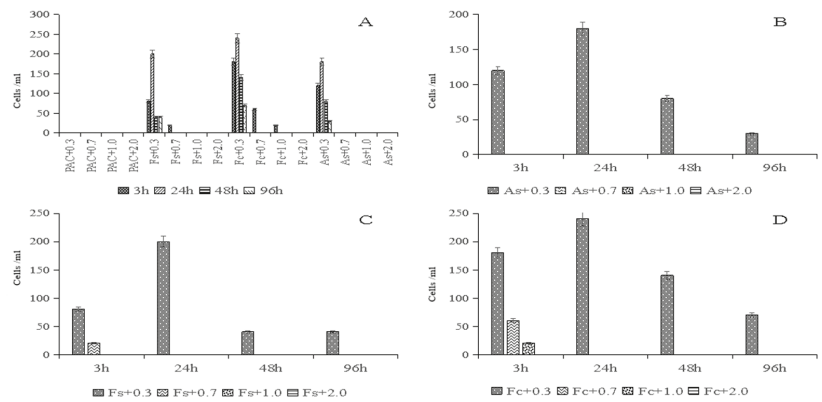 A
300
250
200
150
100
50
0
Cells /ml
PAC+0.3 PAC+0.7 PAC+1.0 PAC+2.0 Fs+0.3 Fs+0.7 Fs+1.0 Fs+2.0 Fc+0.3 Fc+0.7 Fc+1.0 Fc+2.0 As+0.3 As+0.7 As+1.0 As+2.0
3h 24h 48h 96h
B
200
150
100
50
0
Cells /ml
3h 24h 48h 96h
As+0.3 As+0.7 As+1.0 As+2.0
C
250
200
150
100
50
0
Cells /ml
3h 24h 48h 96h
Fs+0.3 Fs+0.7 Fs+1.0 Fs+2.0
D
250
200
150
100
50
0
Cells /ml
3h 24h 48h 96h
Fc+0.3 Fc+0.7 Fc+1.0 Fc+2.0